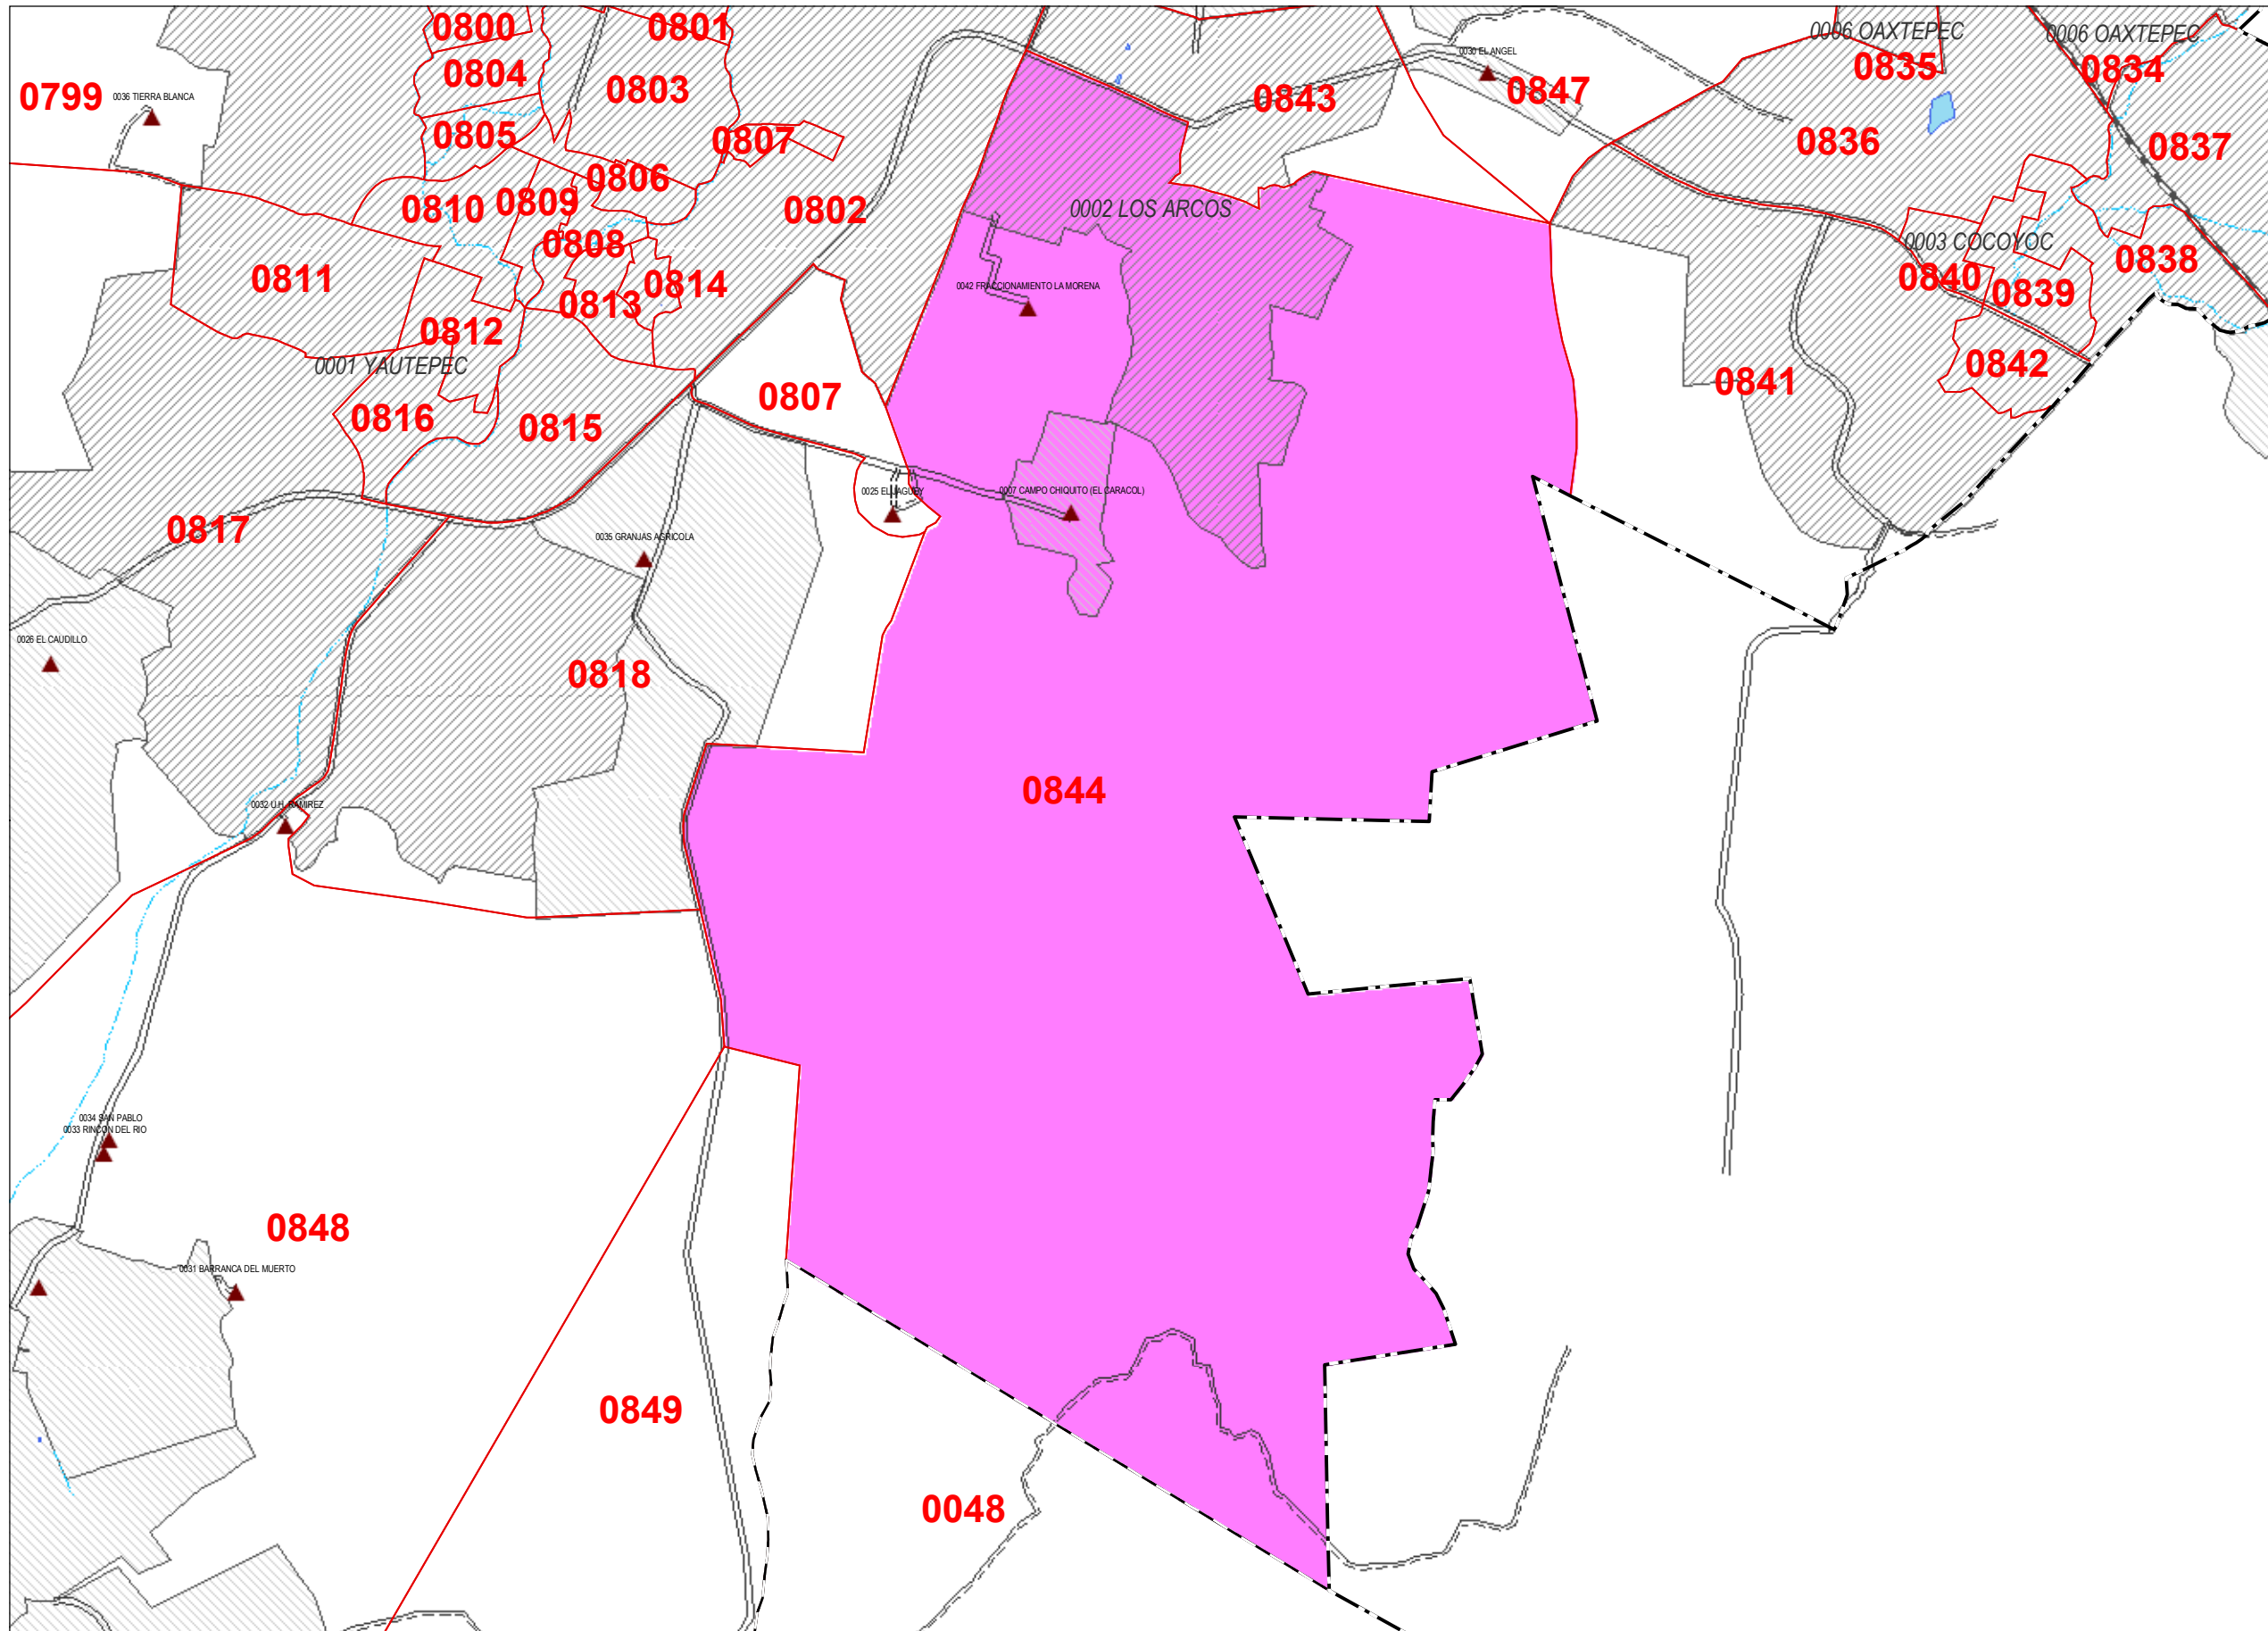 0800
0801
0006 OAXTEPEC
0006 OAXTEPEC
0030 EL ANGEL
0804
0835
0834
0799
0036 TIERRA BLANCA
0803
0843
0847
0805
0807
0836
0837
0806
0810
0809
0802
0002 LOS ARCOS
0808
0003 COCOYOC
0838
0811
0813
0814
0042 FRACCIONAMIENTO LA MORENA
0840
0839
0812
0001 YAUTEPEC
0842
0807
0841
0816
0815
0025 EL JAGUEY
0007 CAMPO CHIQUITO (EL CARACOL)
0817
0035 GRANJAS AGRICOLA
0026 EL CAUDILLO
0818
0844
0032 U.H. RAMIREZ
0034 SAN PABLO
0033 RINCON DEL RIO
0848
0031 BARRANCA DEL MUERTO
0849
0048